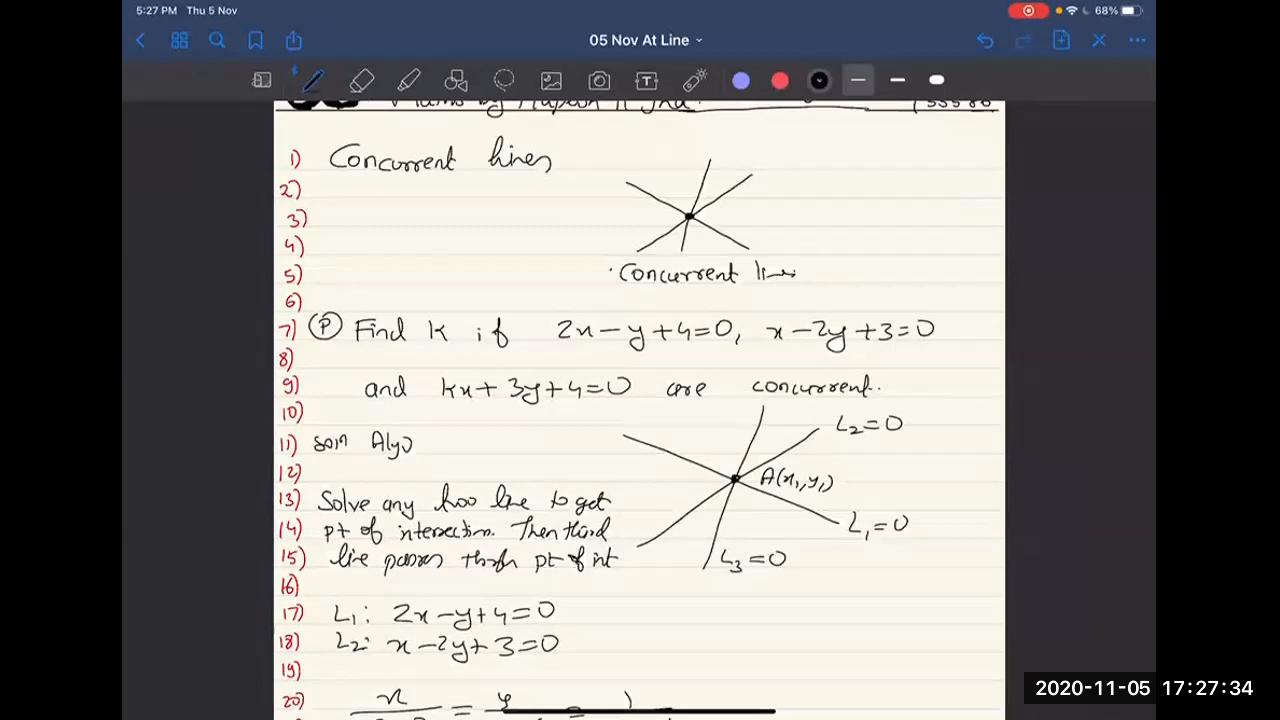 5:27 PM Thu 5 Nov
68%
05 Nov At Line
1) Concurrent lines
2)
3)
4)
5) Concurrent lines
6)
7) P Find k if 2x-y+4=0, x-2y+3=0
8)
9) and kx+3y+4=0 are concurrent.
10)
L2=0
11) soln Algo
12)
A(x1,y1)
13) Solve any two line to get
14) pt of intersection. Then third
L1=0
15) line passes through pt of int
L3=0
16)
17) L1: 2x-y+4=0
18) L2: x-2y+3=0
19)
20) x = y = 1
2020-11-05 17:27:34